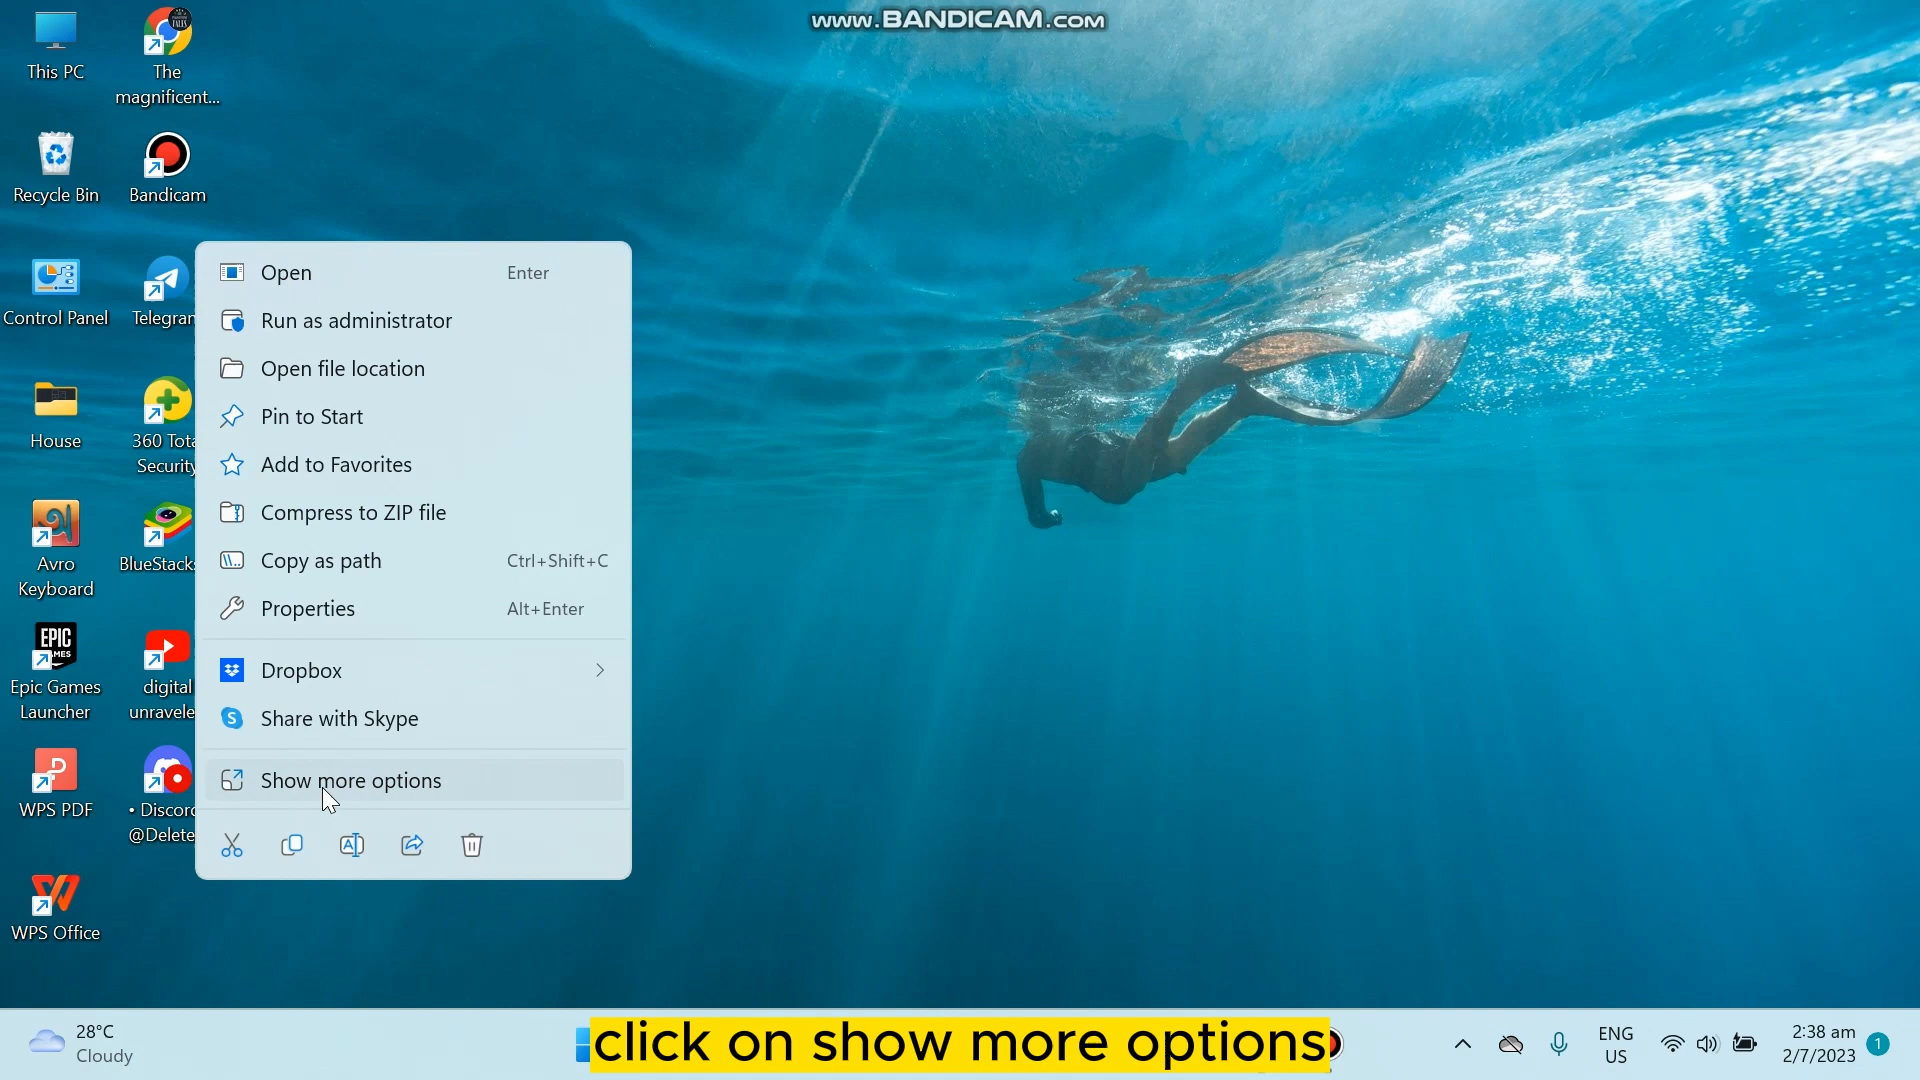 www.BANDICAM.com
This PC
The
magnificent...
Recycle Bin
Bandicam
Control Panel
Telegran
House
360 Tota
Security
Avro
Keyboard
BlueStacks
EPIC
GAMES
Epic Games
Launcher
digital
unravele
WPS PDF
• Discord
@Delete
WPS Office
Open Enter
Run as administrator
Open file location
Pin to Start
Add to Favorites
Compress to ZIP file
Copy as path Ctrl+Shift+C
Properties Alt+Enter
Dropbox
Share with Skype
Show more options
28°C
Cloudy
click on show more options
ENG
US
2:38 am
2/7/2023
1